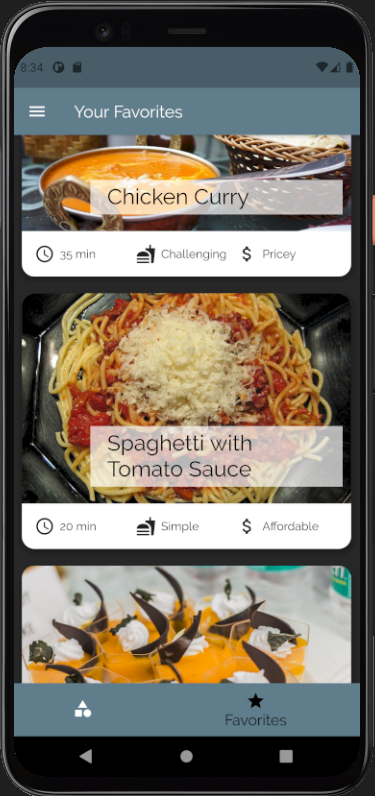 8:34
Your Favorites
Chicken Curry
35 min Challenging $ Pricey
Spaghetti with
Tomato Sauce
20 min Simple $ Affordable
Favorites